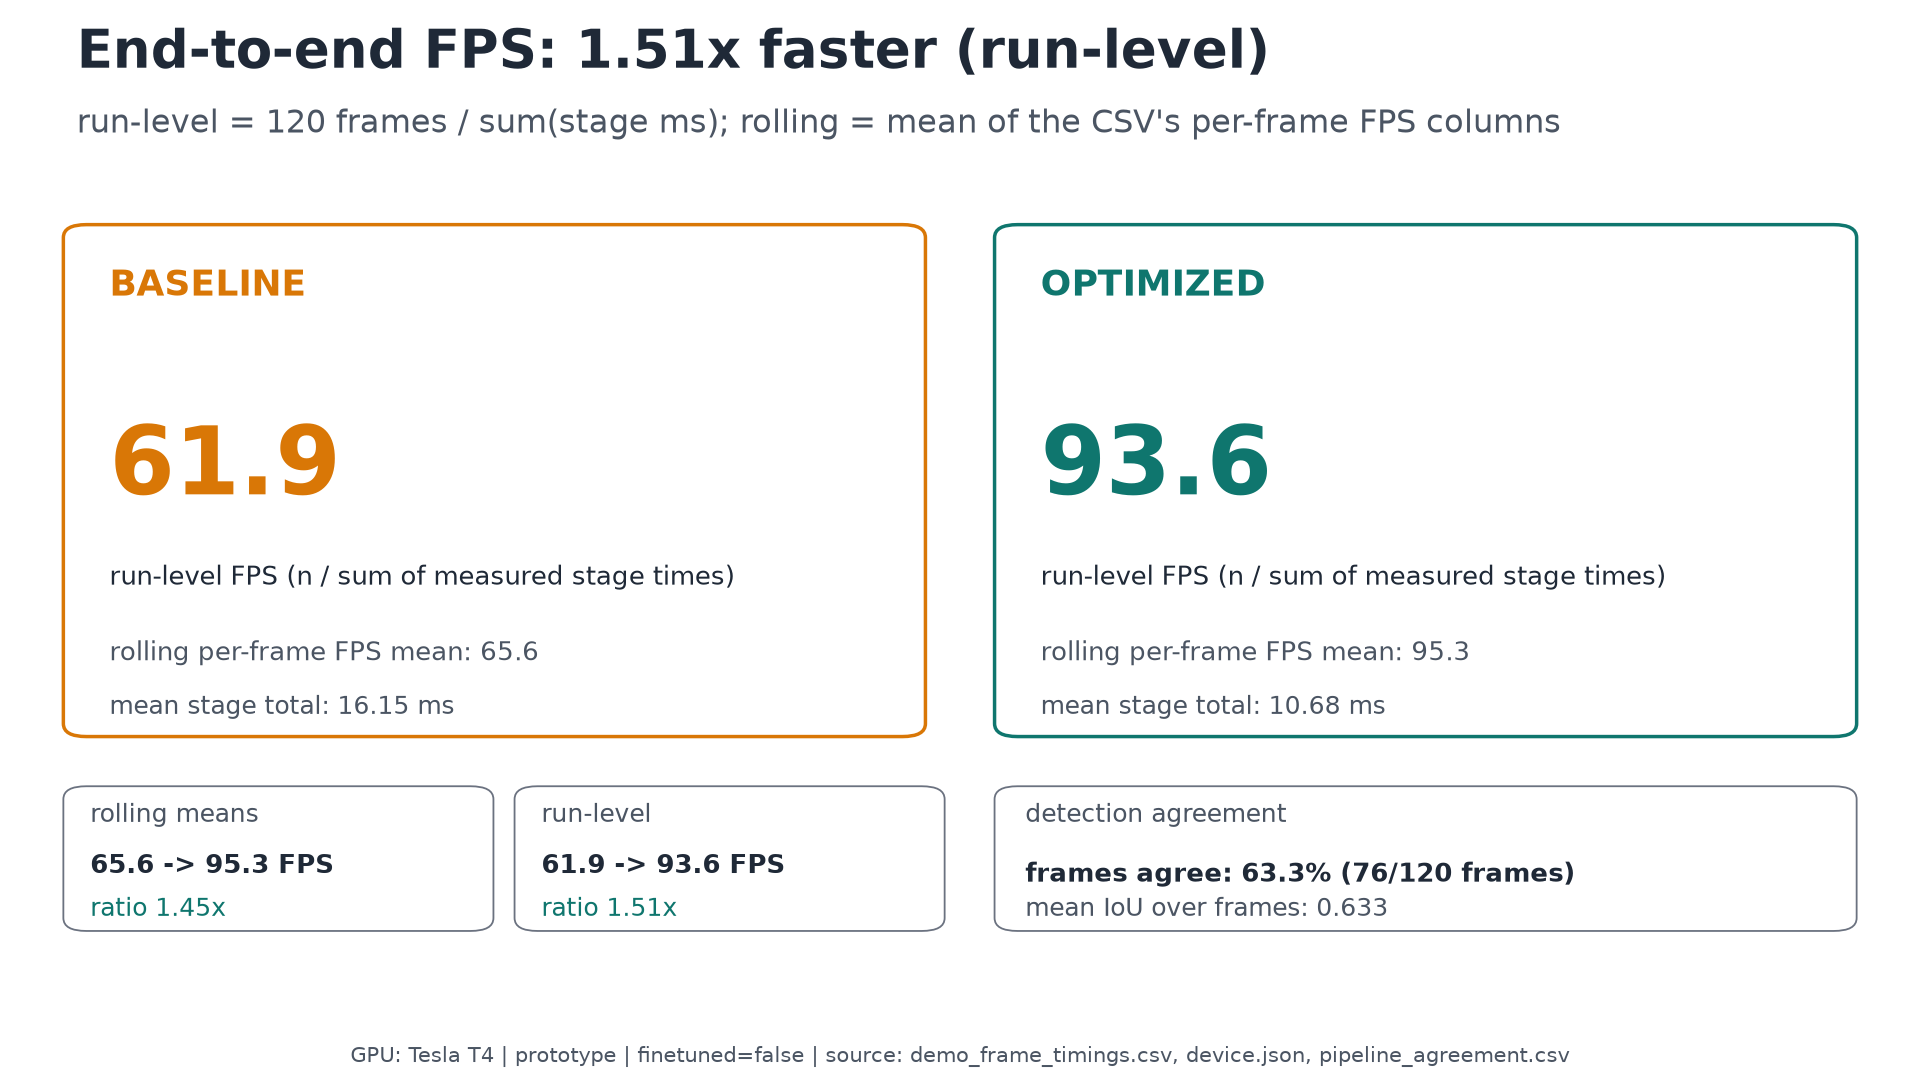 End-to-end FPS: 1.51x faster (run-level)
run-level = 120 frames / sum(stage ms); rolling = mean of the CSV's per-frame FPS columns
BASELINE
61.9
run-level FPS (n / sum of measured stage times)
rolling per-frame FPS mean: 65.6
mean stage total: 16.15 ms
OPTIMIZED
93.6
run-level FPS (n / sum of measured stage times)
rolling per-frame FPS mean: 95.3
mean stage total: 10.68 ms
rolling means
65.6 -> 95.3 FPS
ratio 1.45x
run-level
61.9 -> 93.6 FPS
ratio 1.51x
detection agreement
frames agree: 63.3% (76/120 frames)
mean IoU over frames: 0.633
GPU: Tesla T4 | prototype | finetuned=false | source: demo_frame_timings.csv, device.json, pipeline_agreement.csv